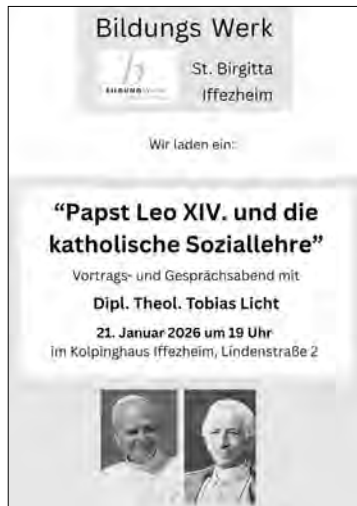 Bildungs Werk
BILDUNGSWERK
St. Birgitta
Iffezheim
Wir laden ein:
“Papst Leo XIV. und die
katholische Soziallehre”
Vortrags- und Gesprächsabend mit
Dipl. Theol. Tobias Licht
21. Januar 2026 um 19 Uhr
im Kolpinghaus Iffezheim, Lindenstraße 2